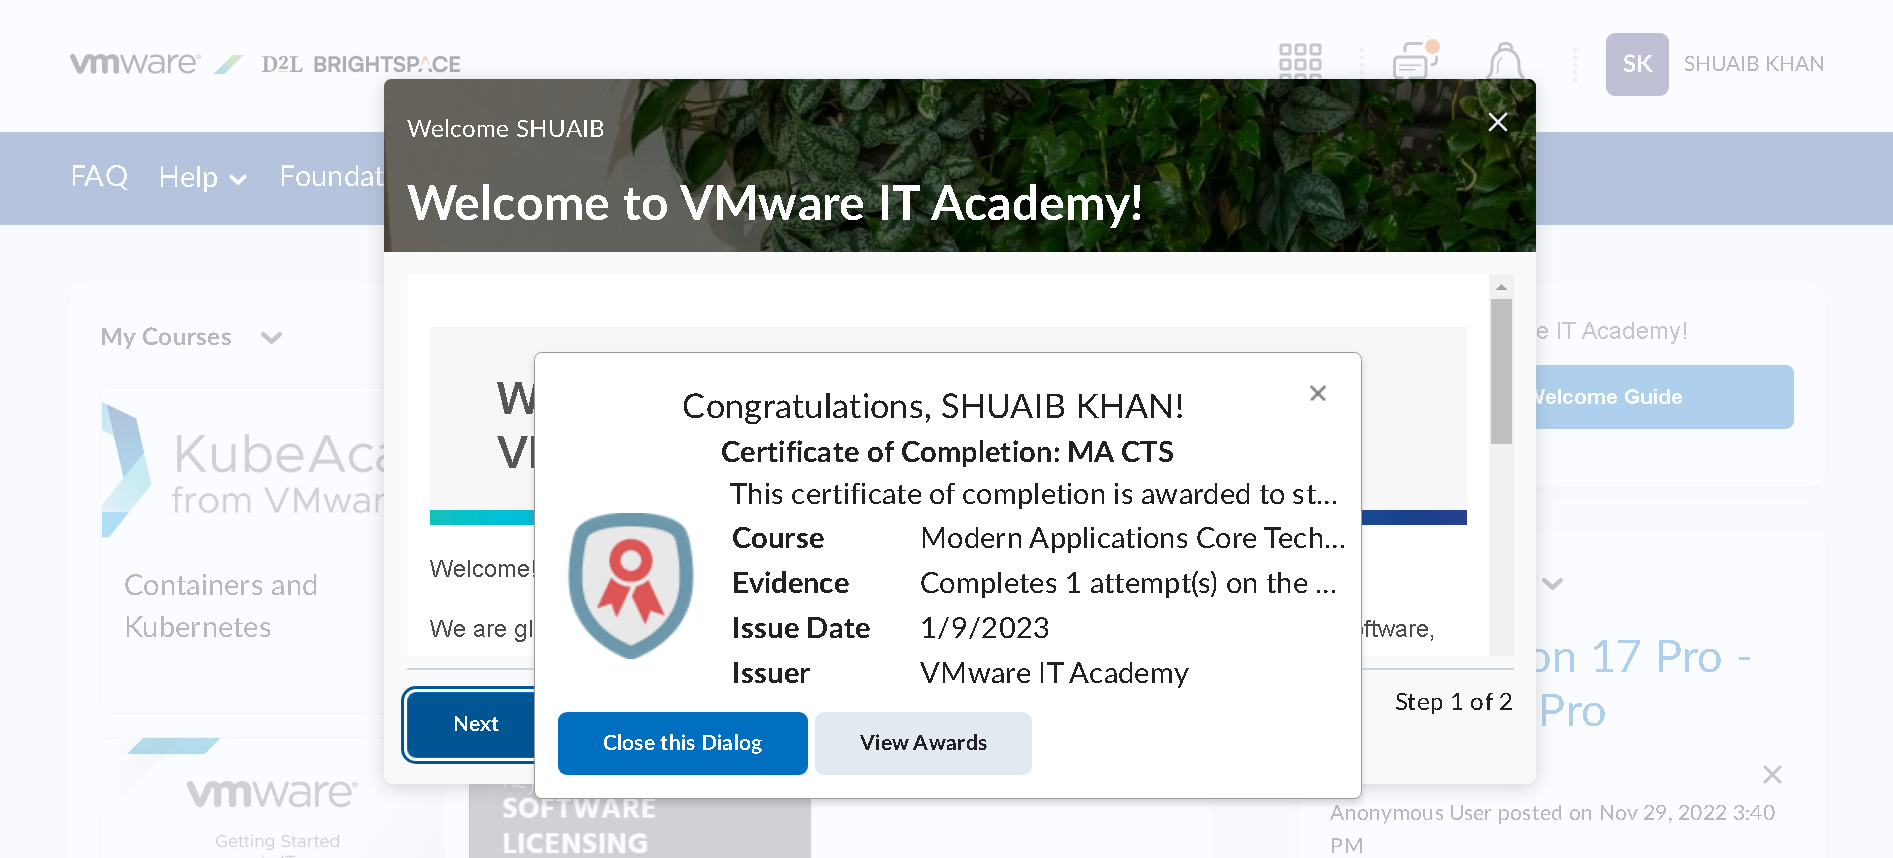 vmware® D2L BRIGHTSPACE
SK SHUAIB KHAN
FAQ Help Foundat
Welcome SHUAIB
Welcome to VMware IT Academy!
My Courses
e IT Academy!
Welcome Guide
KubeAca
from VMwar
Containers and
Kubernetes
W
VM
Congratulations, SHUAIB KHAN!
Certificate of Completion: MA CTS
This certificate of completion is awarded to st...
Course Modern Applications Core Tech...
Evidence Completes 1 attempt(s) on the ...
Issue Date 1/9/2023
Issuer VMware IT Academy
Close this Dialog View Awards
Welcome!
We are gl
oftware,
Next
Step 1 of 2
on 17 Pro -
Pro
vmware®
Getting Started
SOFTWARE
LICENSING
Anonymous User posted on Nov 29, 2022 3:40
PM